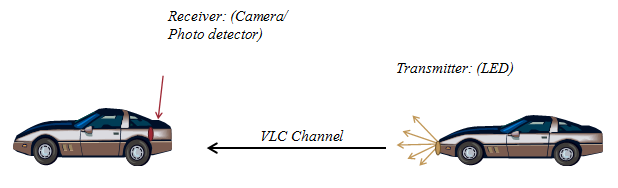 Receiver: (Camera/
Photo detector)
Transmitter: (LED)
VLC Channel